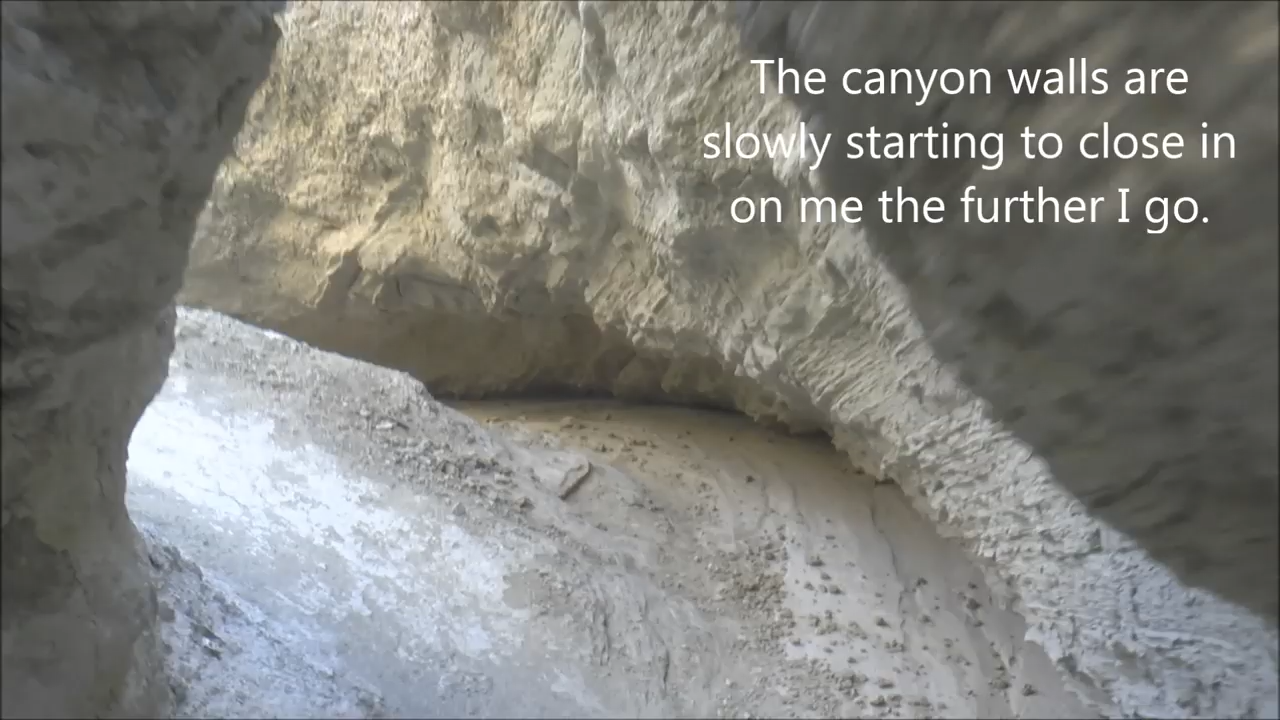 The canyon walls are
slowly starting to close in
on me the further I go.